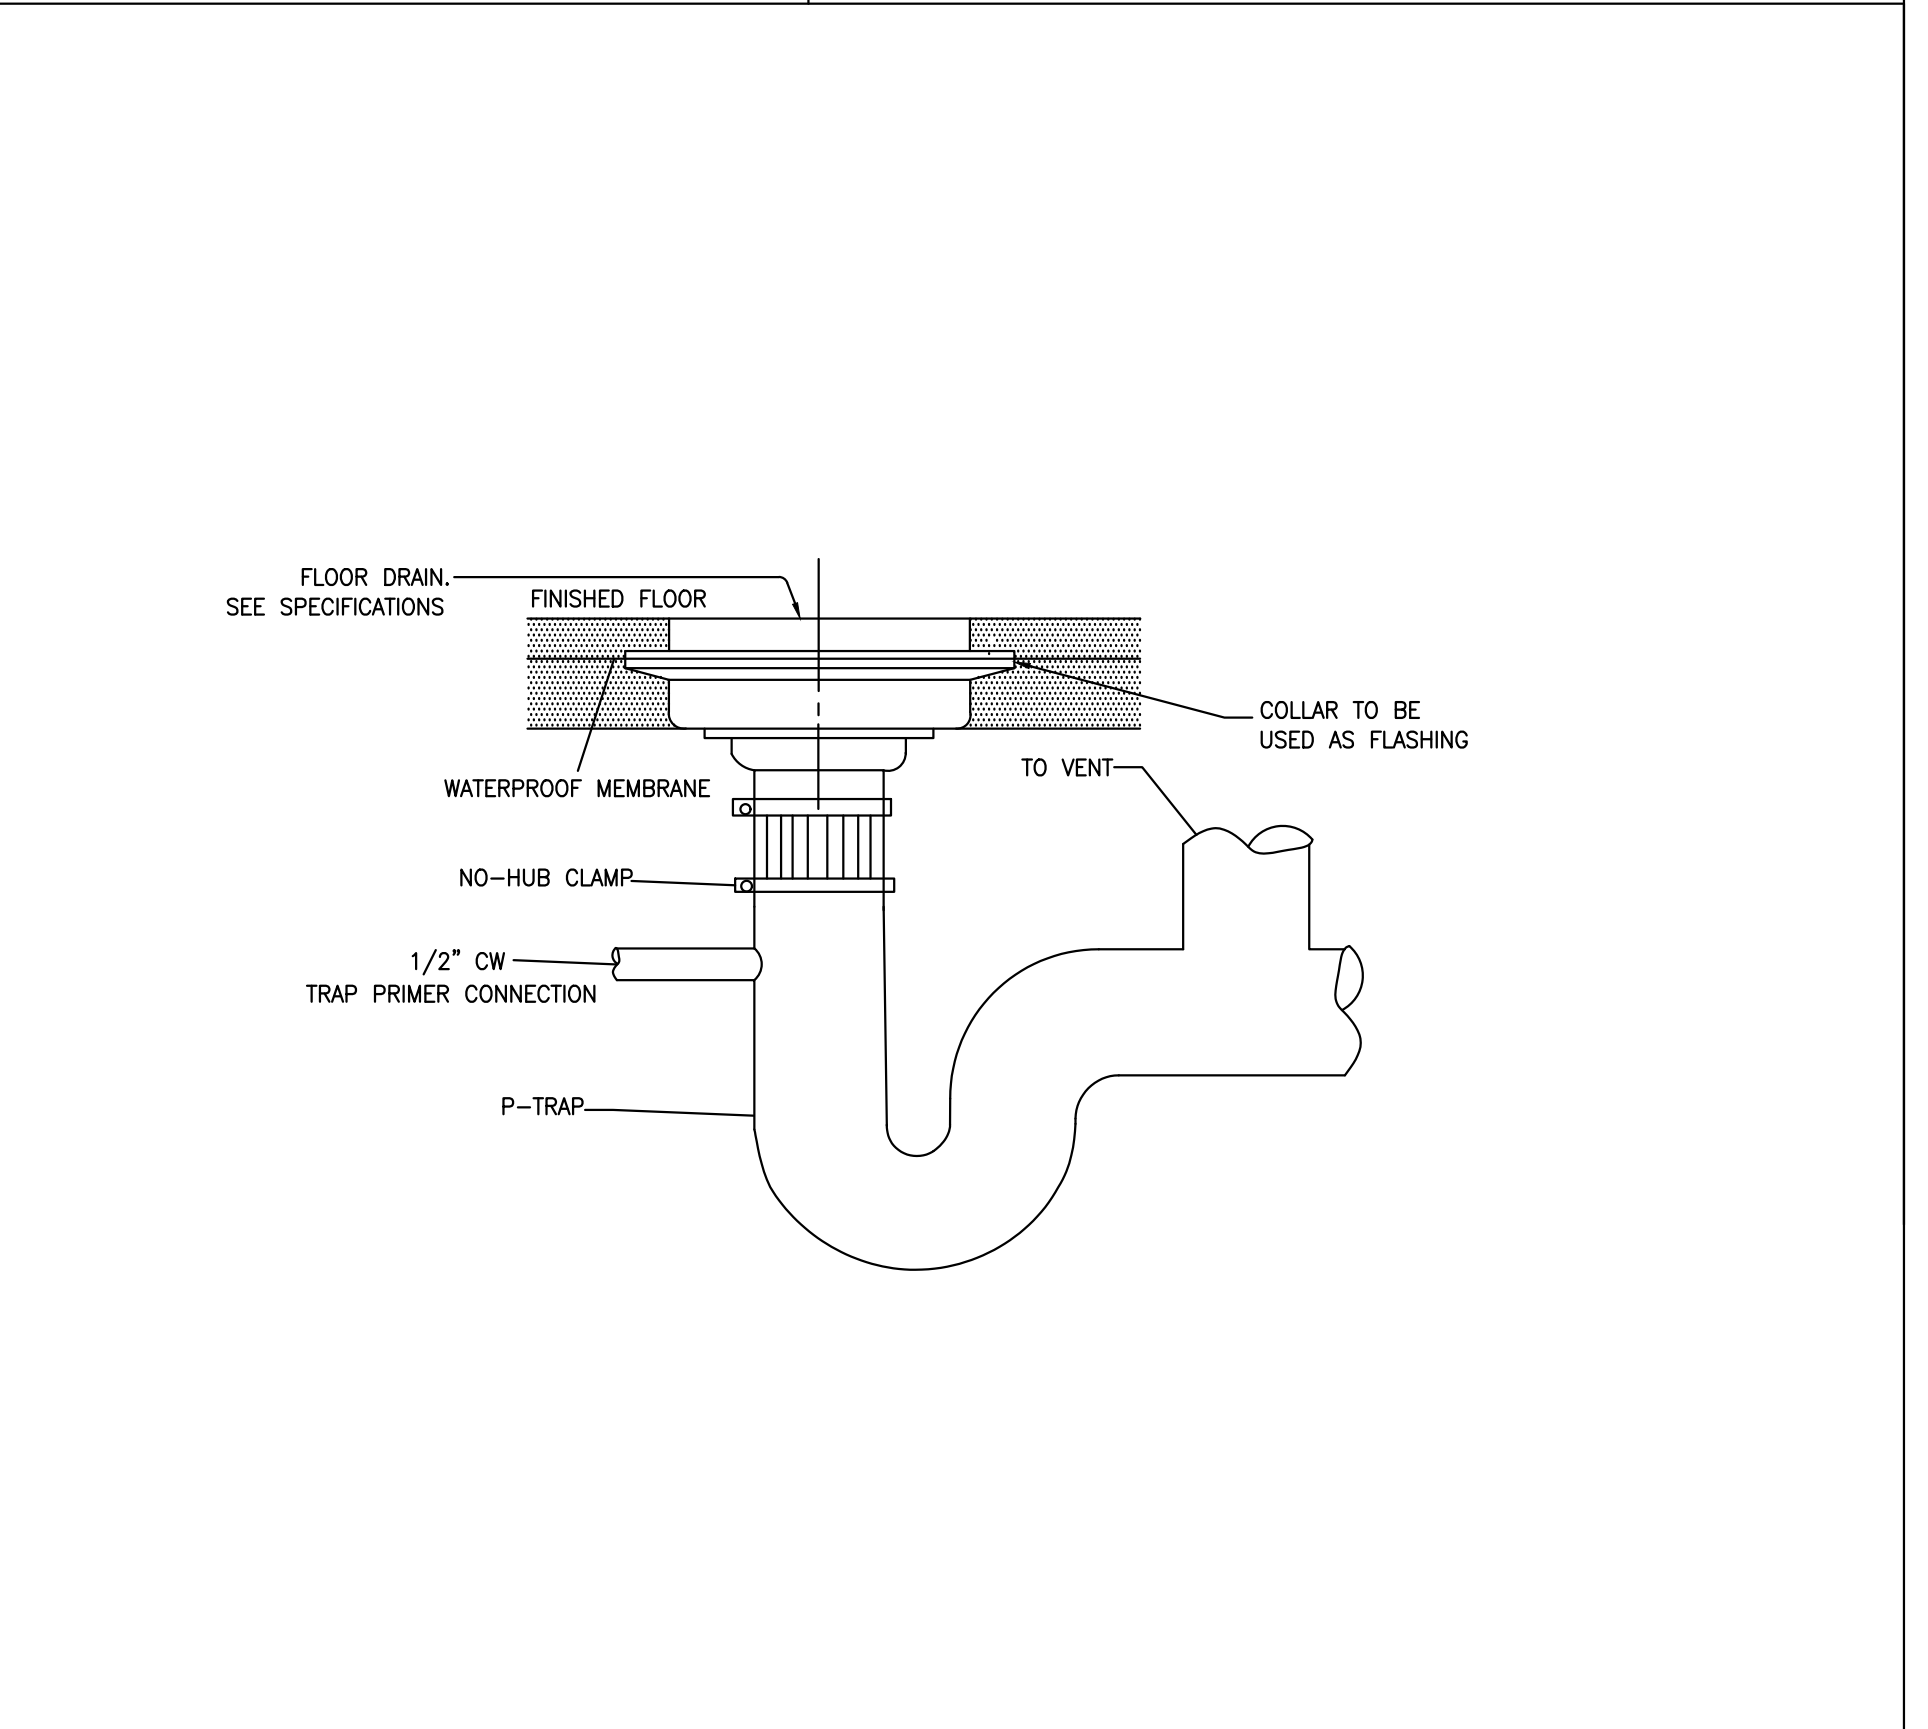 FLOOR DRAIN.
SEE SPECIFICATIONS
FINISHED FLOOR
COLLAR TO BE
USED AS FLASHING
TO VENT
WATERPROOF MEMBRANE
NO-HUB CLAMP
1/2" CW
TRAP PRIMER CONNECTION
P-TRAP